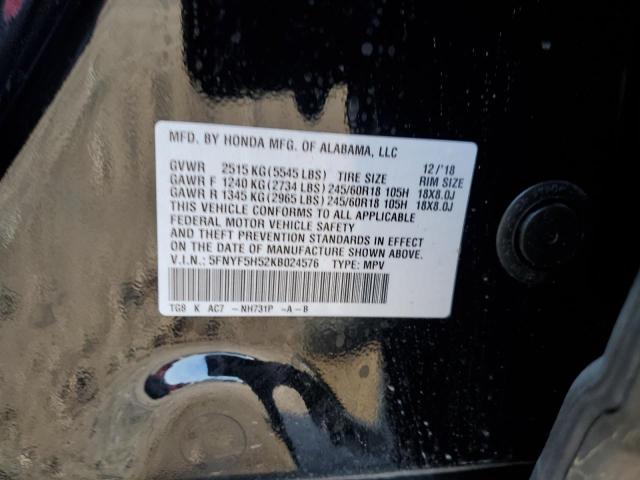 MFD. BY HONDA MFG. OF ALABAMA, LLC
12/'18
GVWR 2515 KG (5545 LBS) TIRE SIZE RIM SIZE
GAWR F 1240 KG (2734 LBS) 245/60R18 105H 18X8.0J
GAWR R 1345 KG (2965 LBS) 245/60R18 105H 18X8.0J
THIS VEHICLE CONFORMS TO ALL APPLICABLE
FEDERAL MOTOR VEHICLE SAFETY
AND THEFT PREVENTION STANDARDS IN EFFECT
ON THE DATE OF MANUFACTURE SHOWN ABOVE.
V.I.N.: 5FNYF5H52KB024576 TYPE: MPV
TG8 K AC7 -NH731P -A-B